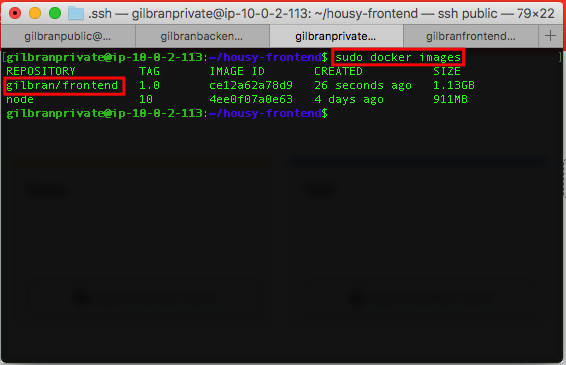 .ssh — gilbranprivate@ip-10-0-2-113: ~/housy-frontend — ssh public — 79×22
gilbranpublic@... gilbranbacken... gilbranprivate... gilbranfrontend...
[gilbranprivate@ip-10-0-2-113:~/housy-frontend$ sudo docker images ]
REPOSITORY TAG IMAGE ID CREATED SIZE
gilbran/frontend 1.0 ce12a62a78d9 26 seconds ago 1.13GB
node 10 4ee0f07a0e63 4 days ago 911MB
gilbranprivate@ip-10-0-2-113:~/housy-frontend$